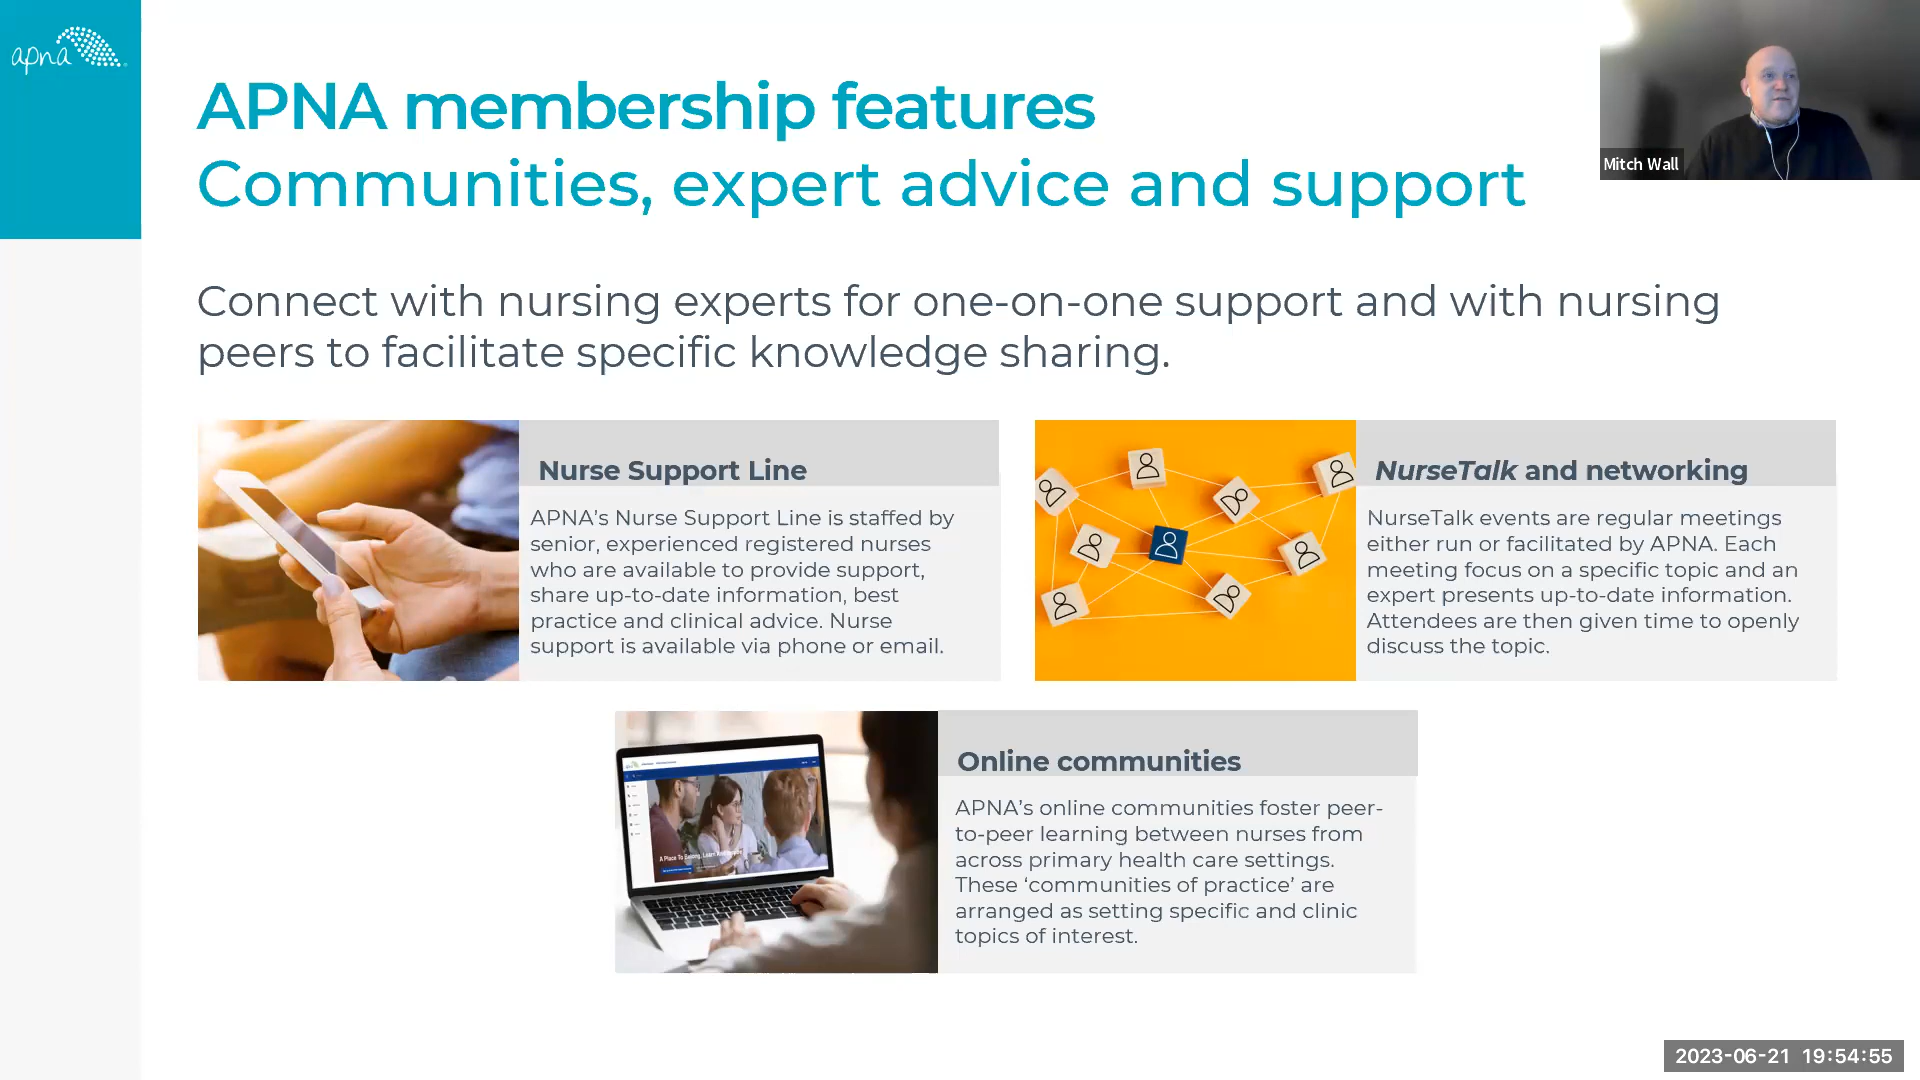 apna
APNA membership features
Communities, expert advice and support
Mitch Wall
Connect with nursing experts for one-on-one support and with nursing
peers to facilitate specific knowledge sharing.
Nurse Support Line
APNA’s Nurse Support Line is staffed by
senior, experienced registered nurses
who are available to provide support,
share up-to-date information, best
practice and clinical advice. Nurse
support is available via phone or email.
NurseTalk and networking
NurseTalk events are regular meetings
either run or facilitated by APNA. Each
meeting focus on a specific topic and an
expert presents up-to-date information.
Attendees are then given time to openly
discuss the topic.
Online communities
APNA’s online communities foster peer-
to-peer learning between nurses from
across primary health care settings.
These ‘communities of practice’ are
arranged as setting specific and clinic
topics of interest.
A Place To Belong, Learn
2023-06-21 19:54:55